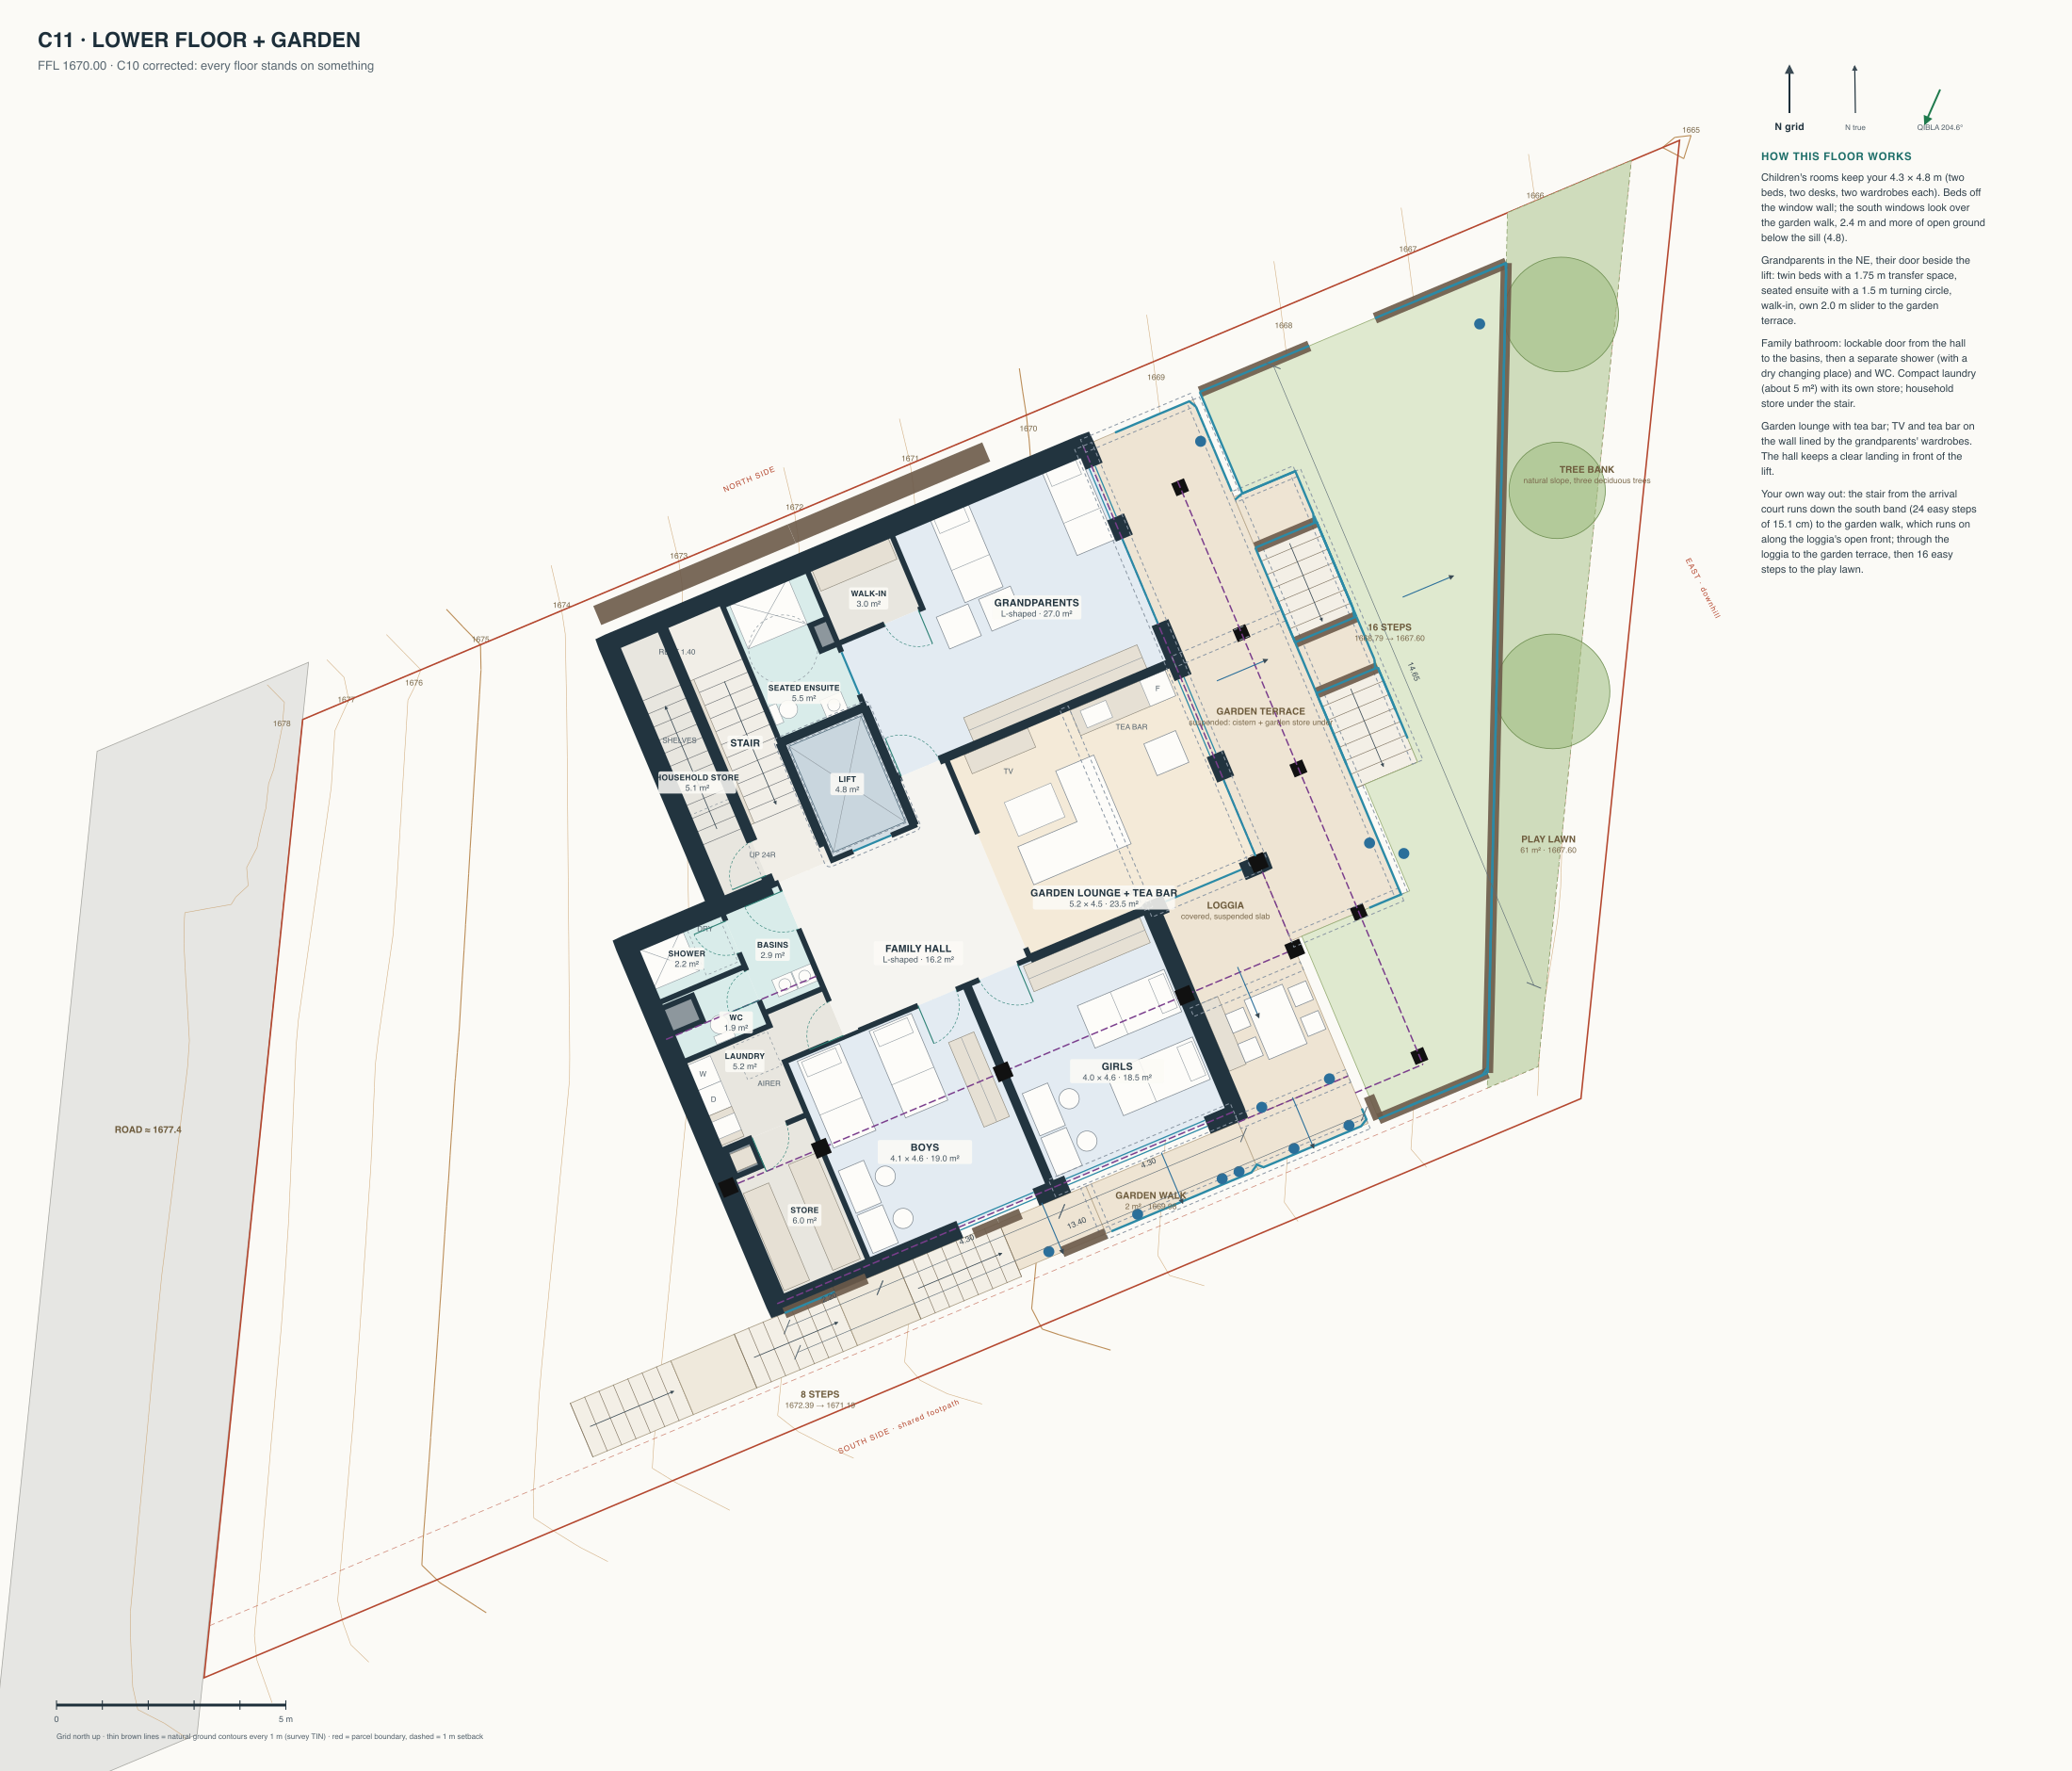 C11 · LOWER FLOOR + GARDEN
FFL 1670.00 · C10 corrected: every floor stands on something
N grid
N true
QIBLA 204.6°
HOW THIS FLOOR WORKS
Children's rooms keep your 4.3 × 4.8 m (two
beds, two desks, two wardrobes each). Beds off
the window wall; the south windows look over
the garden walk, 2.4 m and more of open ground
below the sill (4.8).
Grandparents in the NE, their door beside the
lift: twin beds with a 1.75 m transfer space,
seated ensuite with a 1.5 m turning circle,
walk-in, own 2.0 m slider to the garden
terrace.
Family bathroom: lockable door from the hall
to the basins, then a separate shower (with a
dry changing place) and WC. Compact laundry
(about 5 m²) with its own store; household
store under the stair.
Garden lounge with tea bar; TV and tea bar on
the wall lined by the grandparents' wardrobes.
The hall keeps a clear landing in front of the
lift.
Your own way out: the stair from the arrival
court runs down the south band (24 easy steps
of 15.1 cm) to the garden walk, which runs on
along the loggia's open front; through the
loggia to the garden terrace, then 16 easy
steps to the play lawn.
1665
1666
1667
1668
1669
1670
1671
1672
1673
1674
1675
1676
1677
1678
NORTH SIDE
EAST · downhill
TREE BANK
natural slope, three deciduous trees
WALK-IN
3.0 m²
GRANDPARENTS
L-shaped · 27.0 m²
16 STEPS
→ 1667.60
14.65
1.40
SEATED ENSUITE
5.5 m²
F
TEA BAR
GARDEN TERRACE
suspended: cistern + garden store under
SHELVES
STAIR
HOUSEHOLD STORE
5.1 m²
LIFT
4.8 m²
TV
UP 24R
PLAY LAWN
61 m² · 1667.60
GARDEN LOUNGE + TEA BAR
5.2 × 4.5 · 23.5 m²
LOGGIA
covered, suspended slab
DRY
SHOWER
2.2 m²
BASINS
2.9 m²
FAMILY HALL
L-shaped · 16.2 m²
WC
1.9 m²
LAUNDRY
5.2 m²
W
D
AIRER
GIRLS
4.0 × 4.6 · 18.5 m²
BOYS
4.1 × 4.6 · 19.0 m²
4.30
GARDEN WALK
2 m²
13.40
4.30
STORE
6.0 m²
ROAD ≈ 1677.4
8 STEPS
1672.39 → 1671.18
SOUTH SIDE · shared footpath
0
5 m
Grid north up · thin brown lines = natural ground contours every 1 m (survey TIN) · red = parcel boundary, dashed = 1 m setback